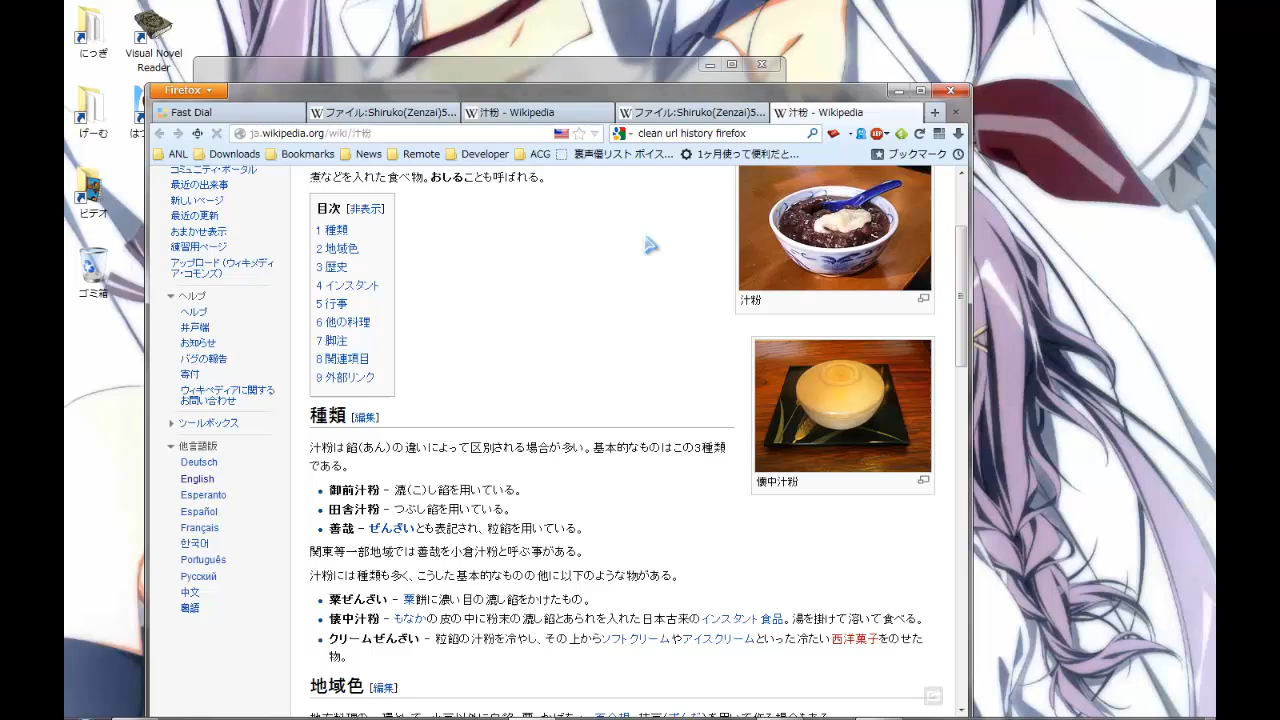 にっき
Visual Novel
Reader
げーむ
ビデオ
ゴミ箱
Firefox
Fast Dial
ファイル:Shiruko(Zenzai)5...
汁粉 - Wikipedia
ファイル:Shiruko(Zenzai)5...
汁粉 - Wikipedia
ja.wikipedia.org/wiki/汁粉
clean url history firefox
ANL
Downloads
Bookmarks
News
Remote
Developer
ACG
裏声優リスト ボイス...
1ヶ月使って便利だと...
ブックマーク
コミュニティ・ポータル
最近の出来事
新しいページ
最近の更新
おまかせ表示
練習用ページ
アップロード (ウィキメディ
ア・コモンズ)
ヘルプ
ヘルプ
井戸端
お知らせ
バグの報告
寄付
ウィキペディアに関する
お問い合わせ
ツールボックス
他言語版
Deutsch
English
Esperanto
Español
Français
한국어
Português
Русский
中文
粵語
煮などを入れた食べ物。おしることも呼ばれる。
目次 [非表示]
1 種類
2 地域色
3 歴史
4 インスタント
5 行事
6 他の料理
7 脚注
8 関連項目
9 外部リンク
汁粉
懐中汁粉
種類 [編集]
汁粉は餡(あん)の違いによって区別される場合が多い。基本的なものはこの3種類
である。
御前汁粉 - 漉(こ)し餡を用いている。
田舎汁粉 - つぶし餡を用いている。
善哉 - ぜんざいとも表記され、粒餡を用いている。
関東等一部地域では善哉を小倉汁粉と呼ぶ事がある。
汁粉には種類も多く、こうした基本的なものの他に以下のような物がある。
粟ぜんざい - 粟餅に濃い目の漉し餡をかけたもの。
懐中汁粉 - もなかの皮の中に粉末の漉し餡とあられを入れた日本古来のインスタント食品。湯を掛けて溶いて食べる。
クリームぜんざい - 粒餡の汁粉を冷やし、その上からソフトクリームやアイスクリームといった冷たい西洋菓子をのせた
物。
地域色 [編集]